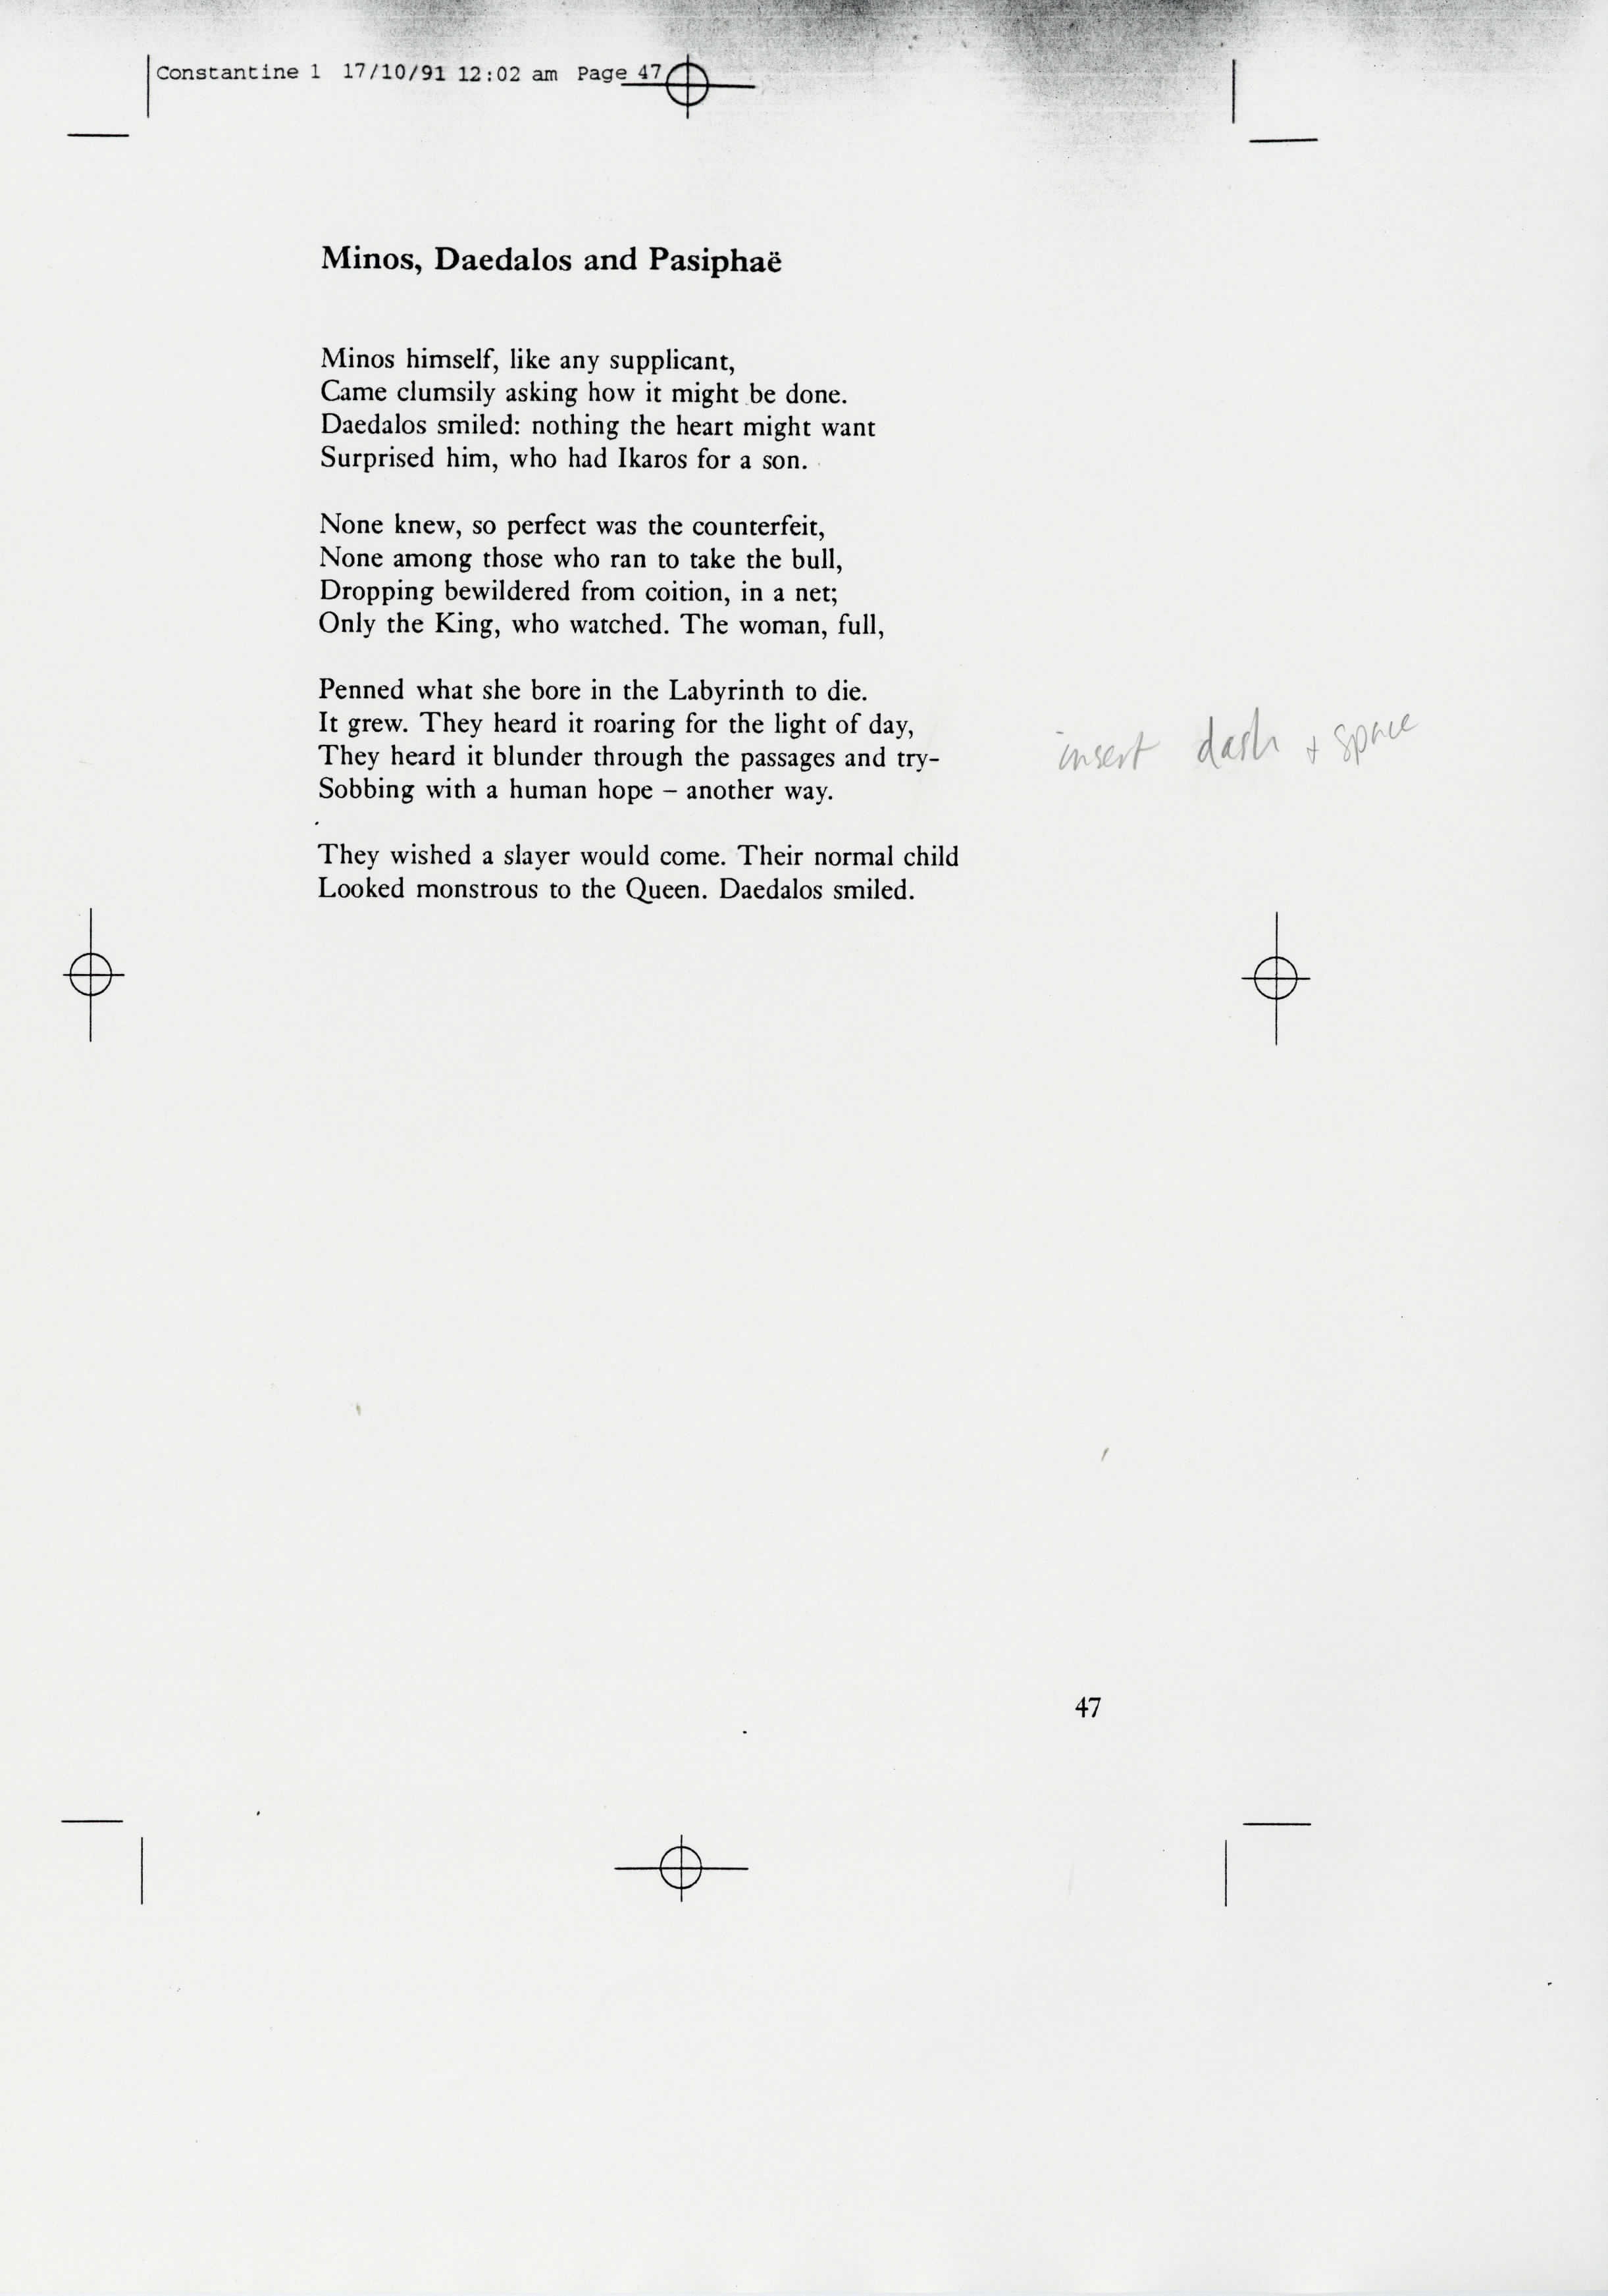 Constantine 1 17/10/91 12:02 am Page 47
Minos, Daedalos and Pasiphaë
Minos himself, like any supplicant,
Came clumsily asking how it might be done.
Daedalos smiled: nothing the heart might want
Surprised him, who had Ikaros for a son.
None knew, so perfect was the counterfeit,
None among those who ran to take the bull,
Dropping bewildered from coition, in a net;
Only the King, who watched. The woman, full,
Penned what she bore in the Labyrinth to die.
It grew. They heard it roaring for the light of day,
They heard it blunder through the passages and try-
insert dash + space
Sobbing with a human hope – another way.
They wished a slayer would come. Their normal child
Looked monstrous to the Queen. Daedalos smiled.
47